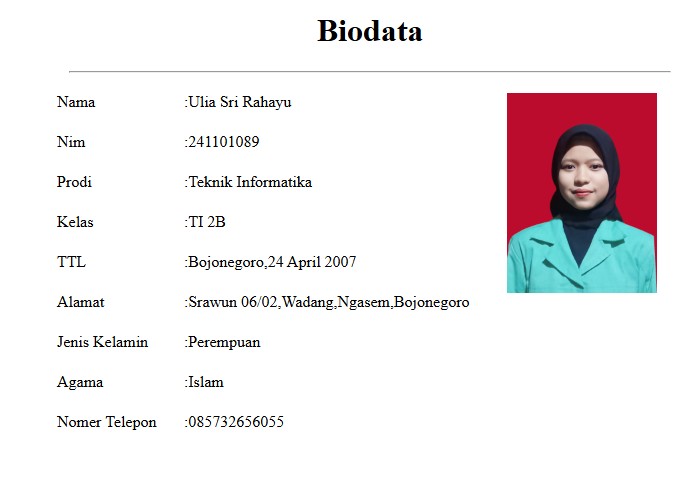 Biodata
Nama :Ulia Sri Rahayu
Nim :241101089
Prodi :Teknik Informatika
Kelas :TI 2B
TTL :Bojonegoro,24 April 2007
Alamat :Srawun 06/02,Wadang,Ngasem,Bojonegoro
Jenis Kelamin :Perempuan
Agama :Islam
Nomer Telepon :085732656055